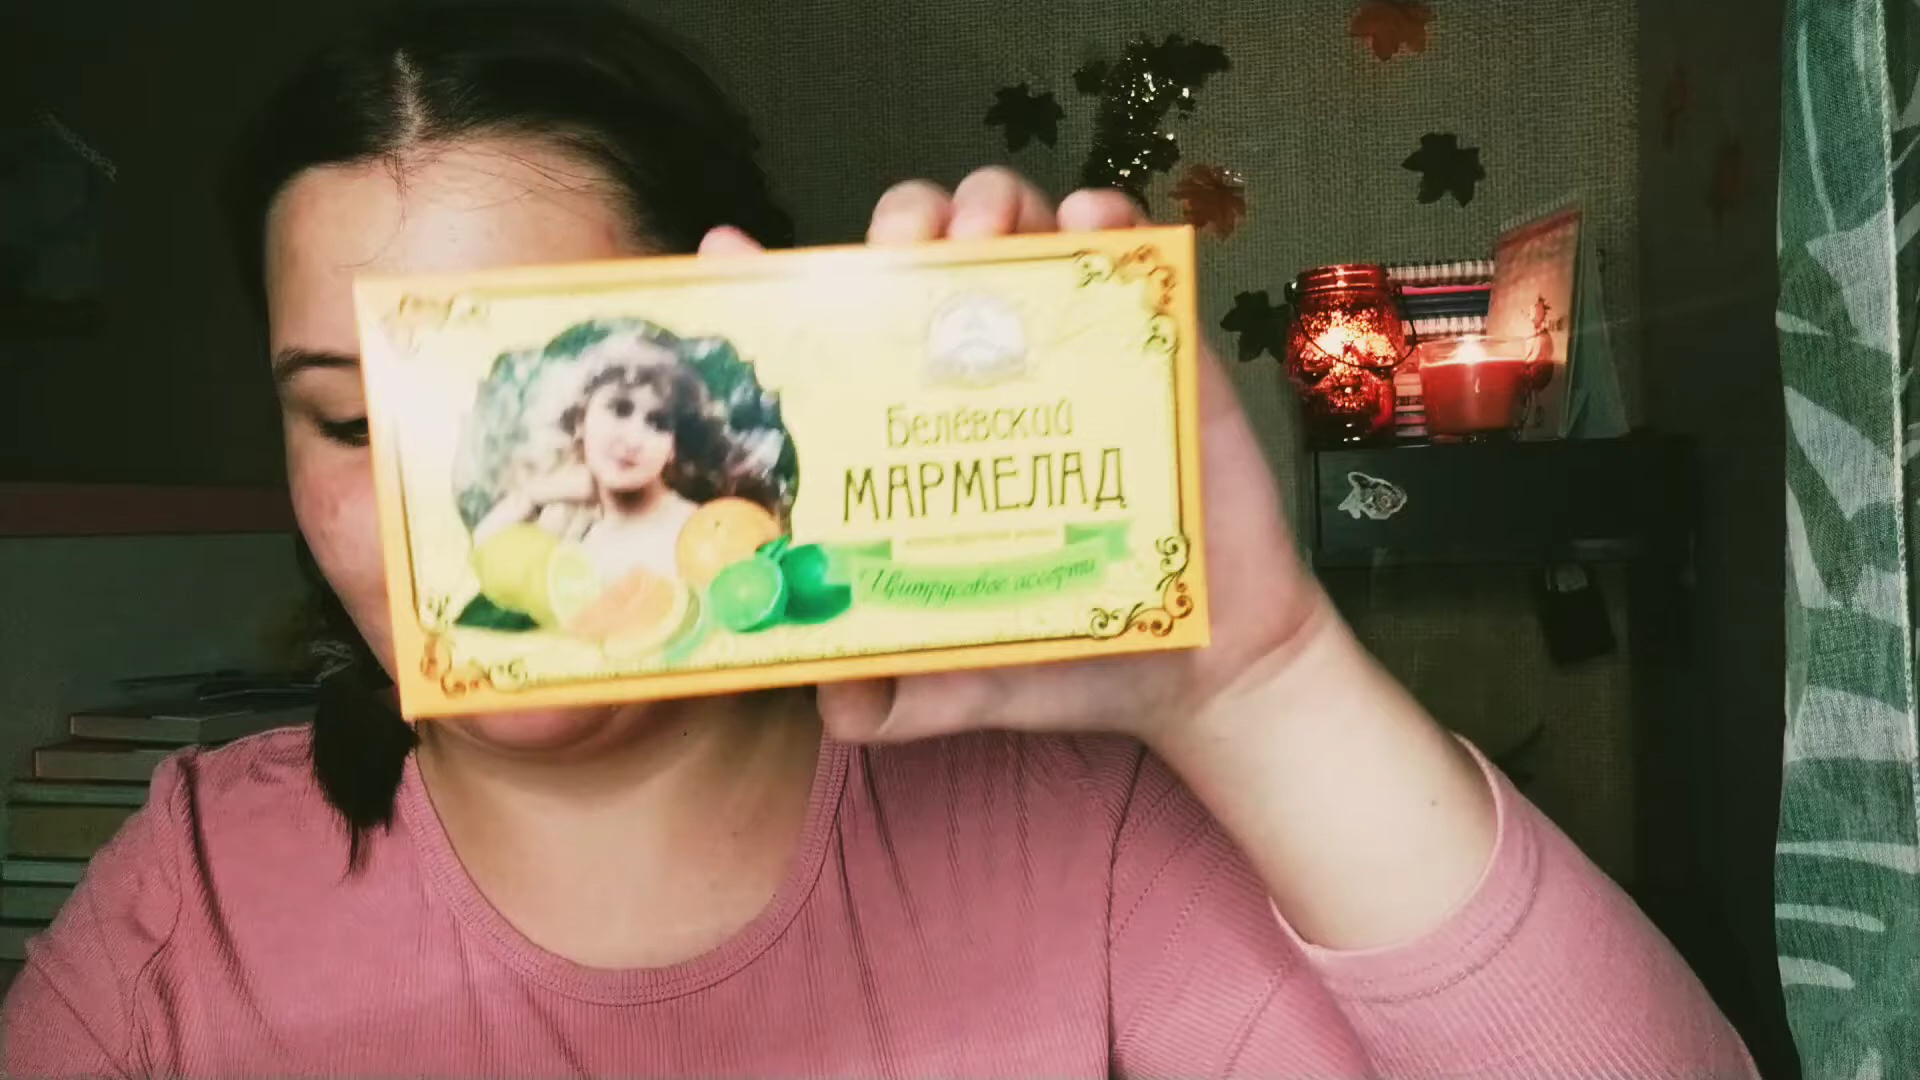 Белёвский
МАРМЕЛАД
Цитрусовое ассорти